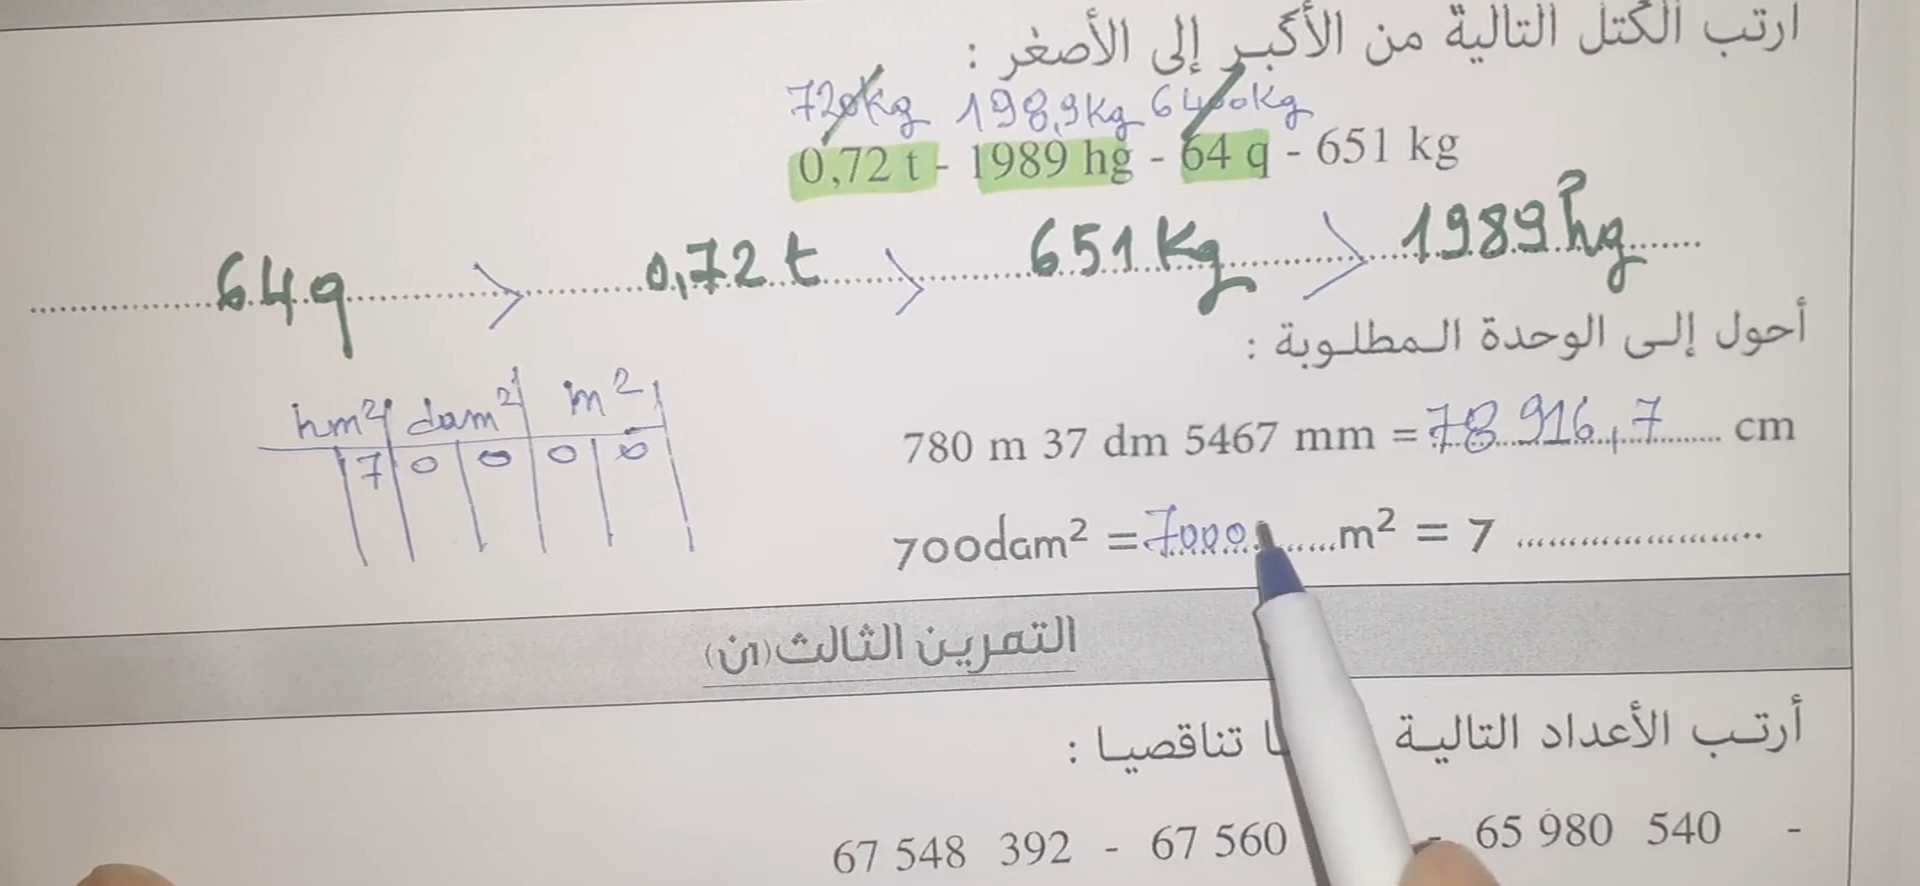 ارتب الكتل التالية من الأكبر إلى الأصغر :
720kg 198,9kg 6400kg
0,72 t - 1989 hg - 64 q - 651 kg
64q > 0,72 t > 651 Kg > 1989 hg
أحول إلى الوحدة المطلوبة :
hm² dam² m²
7 0 0 0 0
780 m 37 dm 5467 mm = 78 916,7 cm
700dam² = 7000 m² = 7
التمرين الثالث (1ن)
أرتب الأعداد التالية تناقصيا :
67 548 392 - 67 560 - 65 980 540 -